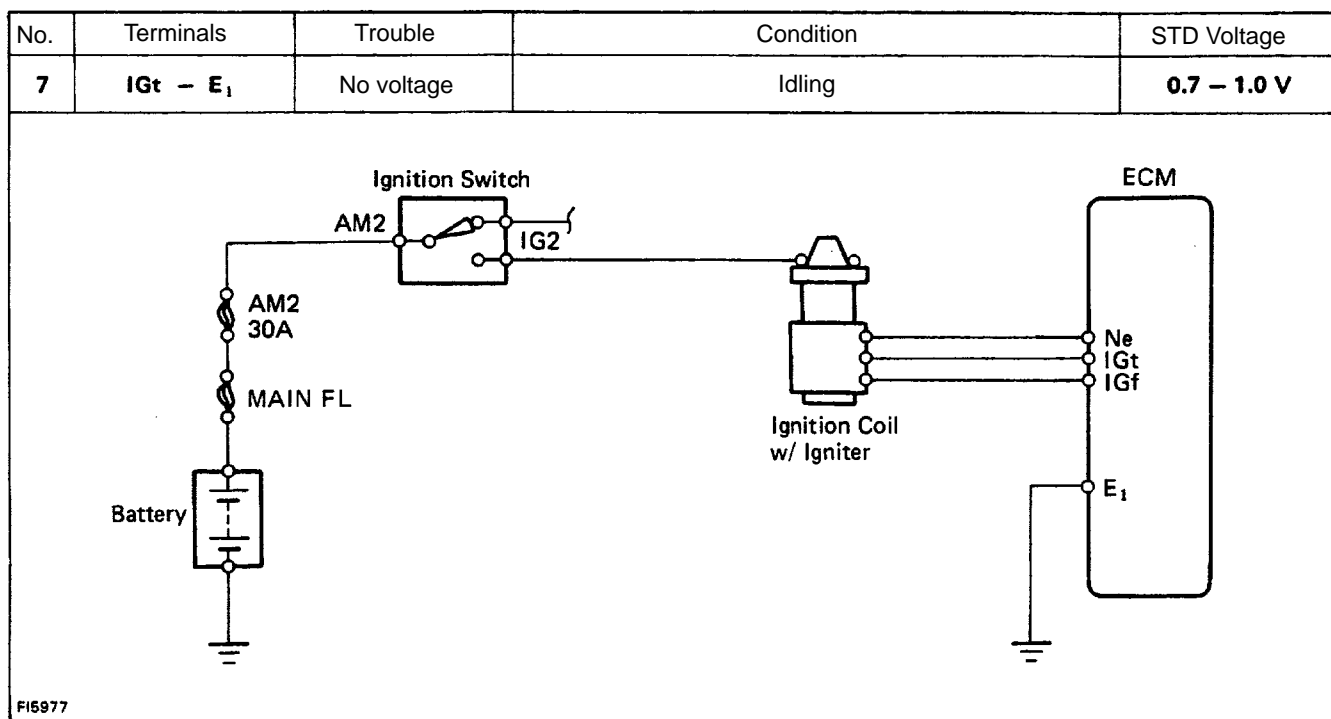 No. Terminals Trouble Condition STD Voltage
7 IGt – E₁ No voltage Idling 0.7 – 1.0 V
Ignition Switch
ECM
AM2
IG2
AM2
30A
Ne
IGt
IGf
MAIN FL
Ignition Coil
w/ Igniter
E₁
Battery
FI5977